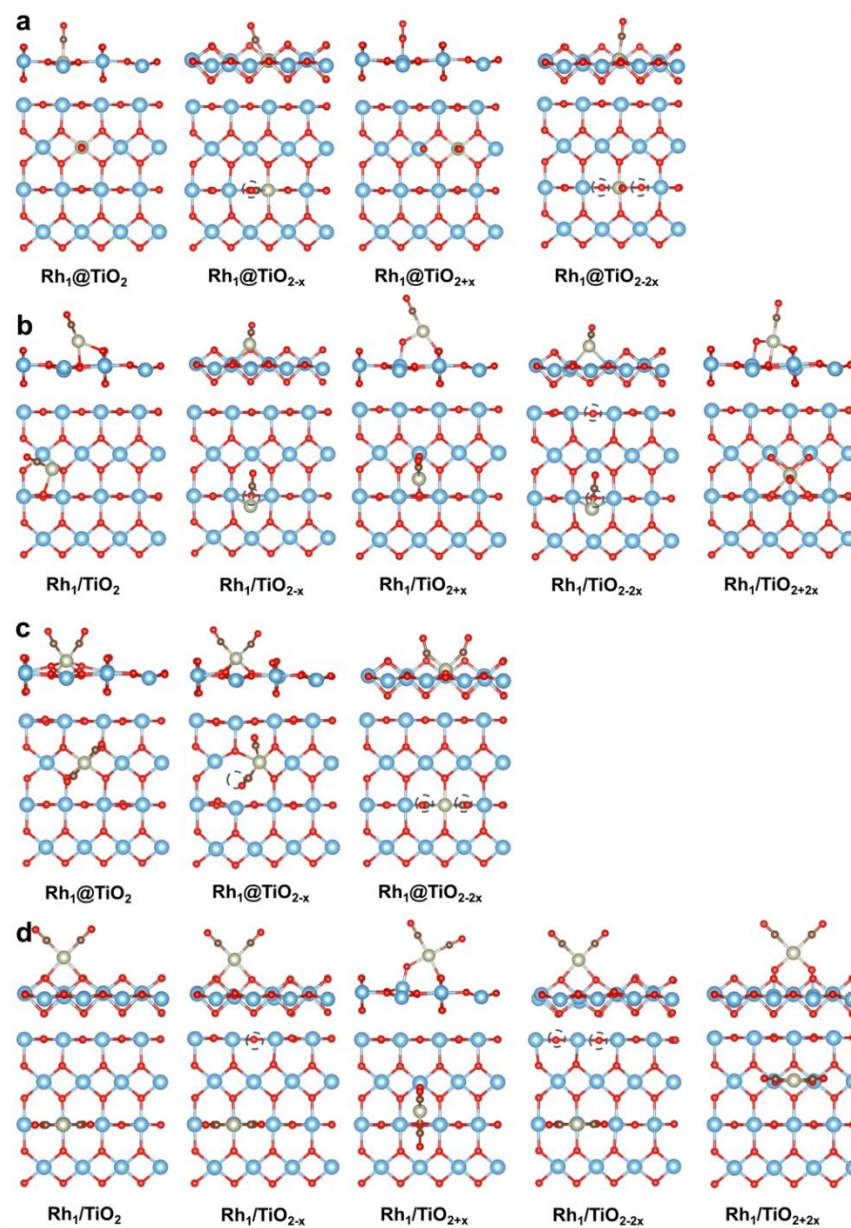 a
Rh₁@TiO₂ Rh₁@TiO₂₋ₓ Rh₁@TiO₂₊ₓ Rh₁@TiO₂₋₂ₓ
b
Rh₁/TiO₂ Rh₁/TiO₂₋ₓ Rh₁/TiO₂₊ₓ Rh₁/TiO₂₋₂ₓ Rh₁/TiO₂₊₂ₓ
c
Rh₁@TiO₂ Rh₁@TiO₂₋ₓ Rh₁@TiO₂₋₂ₓ
d
Rh₁/TiO₂ Rh₁/TiO₂₋ₓ Rh₁/TiO₂₊ₓ Rh₁/TiO₂₋₂ₓ Rh₁/TiO₂₊₂ₓ